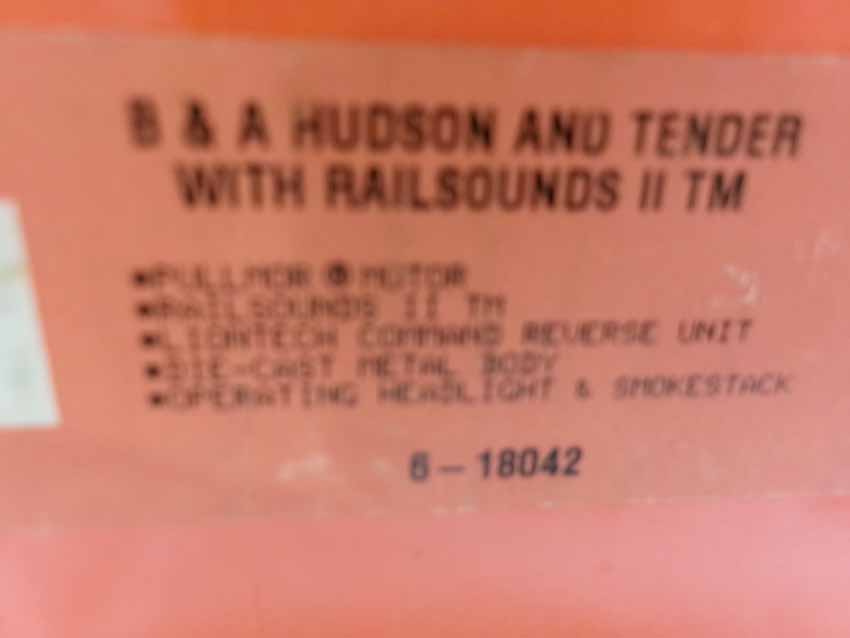 B & A HUDSON AND TENDER
WITH RAILSOUNDS II TM
▪PULLMOR ® MOTOR
▪RAILSOUNDS II TM
▪LIONTECH COMMAND REVERSE UNIT
▪DIE-CAST METAL BODY
▪OPERATING HEADLIGHT & SMOKESTACK
6-18042